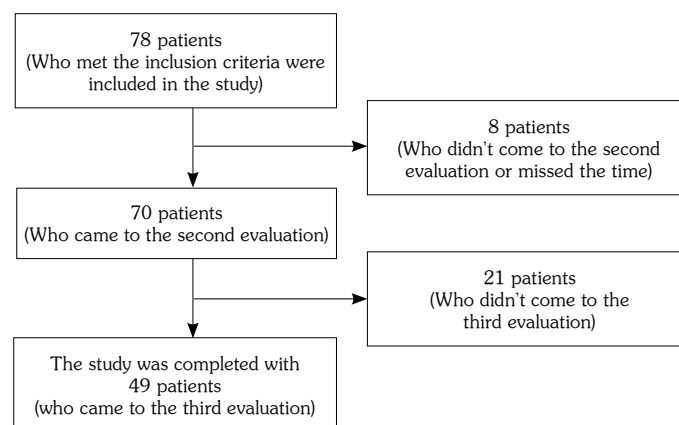 78 patients
(Who met the inclusion criteria were
included in the study)
8 patients
(Who didn't come to the second
evaluation or missed the time)
70 patients
(Who came to the second evaluation)
21 patients
(Who didn't come to the
third evaluation)
The study was completed with
49 patients
(who came to the third evaluation)